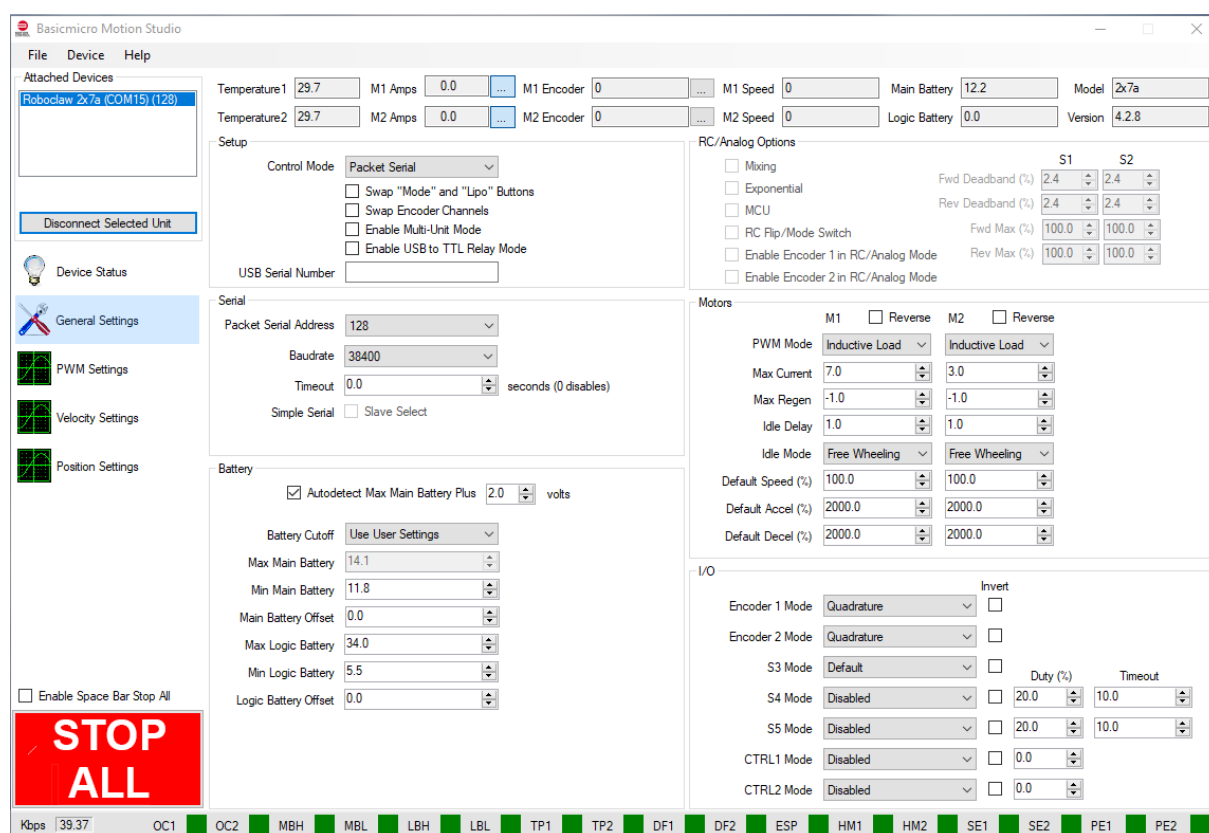 Basicmicro Motion Studio
File Device Help
Attached Devices
Roboclaw 2x7a (COM15) (128)
Disconnect Selected Unit
Temperature1 29.7 M1 Amps 0.0 ... M1 Encoder 0 ... M1 Speed 0 Main Battery 12.2 Model 2x7a
Temperature2 29.7 M2 Amps 0.0 ... M2 Encoder 0 ... M2 Speed 0 Logic Battery 0.0 Version 4.2.8
Device Status
General Settings
PWM Settings
Velocity Settings
Position Settings
Enable Space Bar Stop All
STOP
ALL
Setup
Control Mode Packet Serial
Swap "Mode" and "Lipo" Buttons
Swap Encoder Channels
Enable Multi-Unit Mode
Enable USB to TTL Relay Mode
USB Serial Number
Serial
Packet Serial Address 128
Baudrate 38400
Timeout 0.0 seconds (0 disables)
Simple Serial Slave Select
Battery
Autodetect Max Main Battery Plus 2.0 volts
Battery Cutoff Use User Settings
Max Main Battery 14.1
Min Main Battery 11.8
Main Battery Offset 0.0
Max Logic Battery 34.0
Min Logic Battery 5.5
Logic Battery Offset 0.0
RC/Analog Options
S1 S2
Mixing
Fwd Deadband (%) 2.4 2.4
Exponential
Rev Deadband (%) 2.4 2.4
MCU
Fwd Max (%) 100.0 100.0
RC Flip/Mode Switch
Rev Max (%) 100.0 100.0
Enable Encoder 1 in RC/Analog Mode
Enable Encoder 2 in RC/Analog Mode
Motors
M1 Reverse M2 Reverse
PWM Mode Inductive Load Inductive Load
Max Current 7.0 3.0
Max Regen -1.0 -1.0
Idle Delay 1.0 1.0
Idle Mode Free Wheeling Free Wheeling
Default Speed (%) 100.0 100.0
Default Accel (%) 2000.0 2000.0
Default Decel (%) 2000.0 2000.0
I/O
Invert
Encoder 1 Mode Quadrature
Encoder 2 Mode Quadrature
S3 Mode Default
Duty (%) Timeout
S4 Mode Disabled 20.0 10.0
S5 Mode Disabled 20.0 10.0
CTRL1 Mode Disabled 0.0
CTRL2 Mode Disabled 0.0
Kbps 39.37 OC1 OC2 MBH MBL LBH LBL TP1 TP2 DF1 DF2 ESP HM1 HM2 SE1 SE2 PE1 PE2